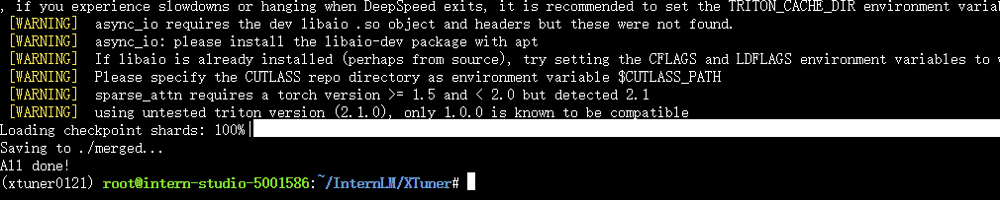 , if you experience slowdowns or hanging when DeepSpeed exits, it is recommended to set the TRITON_CACHE_DIR environment varia
[WARNING]  async_io requires the dev libaio .so object and headers but these were not found.
[WARNING]  async_io: please install the libaio-dev package with apt
[WARNING]  If libaio is already installed (perhaps from source), try setting the CFLAGS and LDFLAGS environment variables to w
[WARNING]  Please specify the CUTLASS repo directory as environment variable $CUTLASS_PATH
[WARNING]  sparse_attn requires a torch version >= 1.5 and < 2.0 but detected 2.1
[WARNING]  using untested triton version (2.1.0), only 1.0.0 is known to be compatible
Loading checkpoint shards: 100%|
Saving to ./merged...
All done!
(xtuner0121) root@intern-studio-5001586:~/InternLM/XTuner#